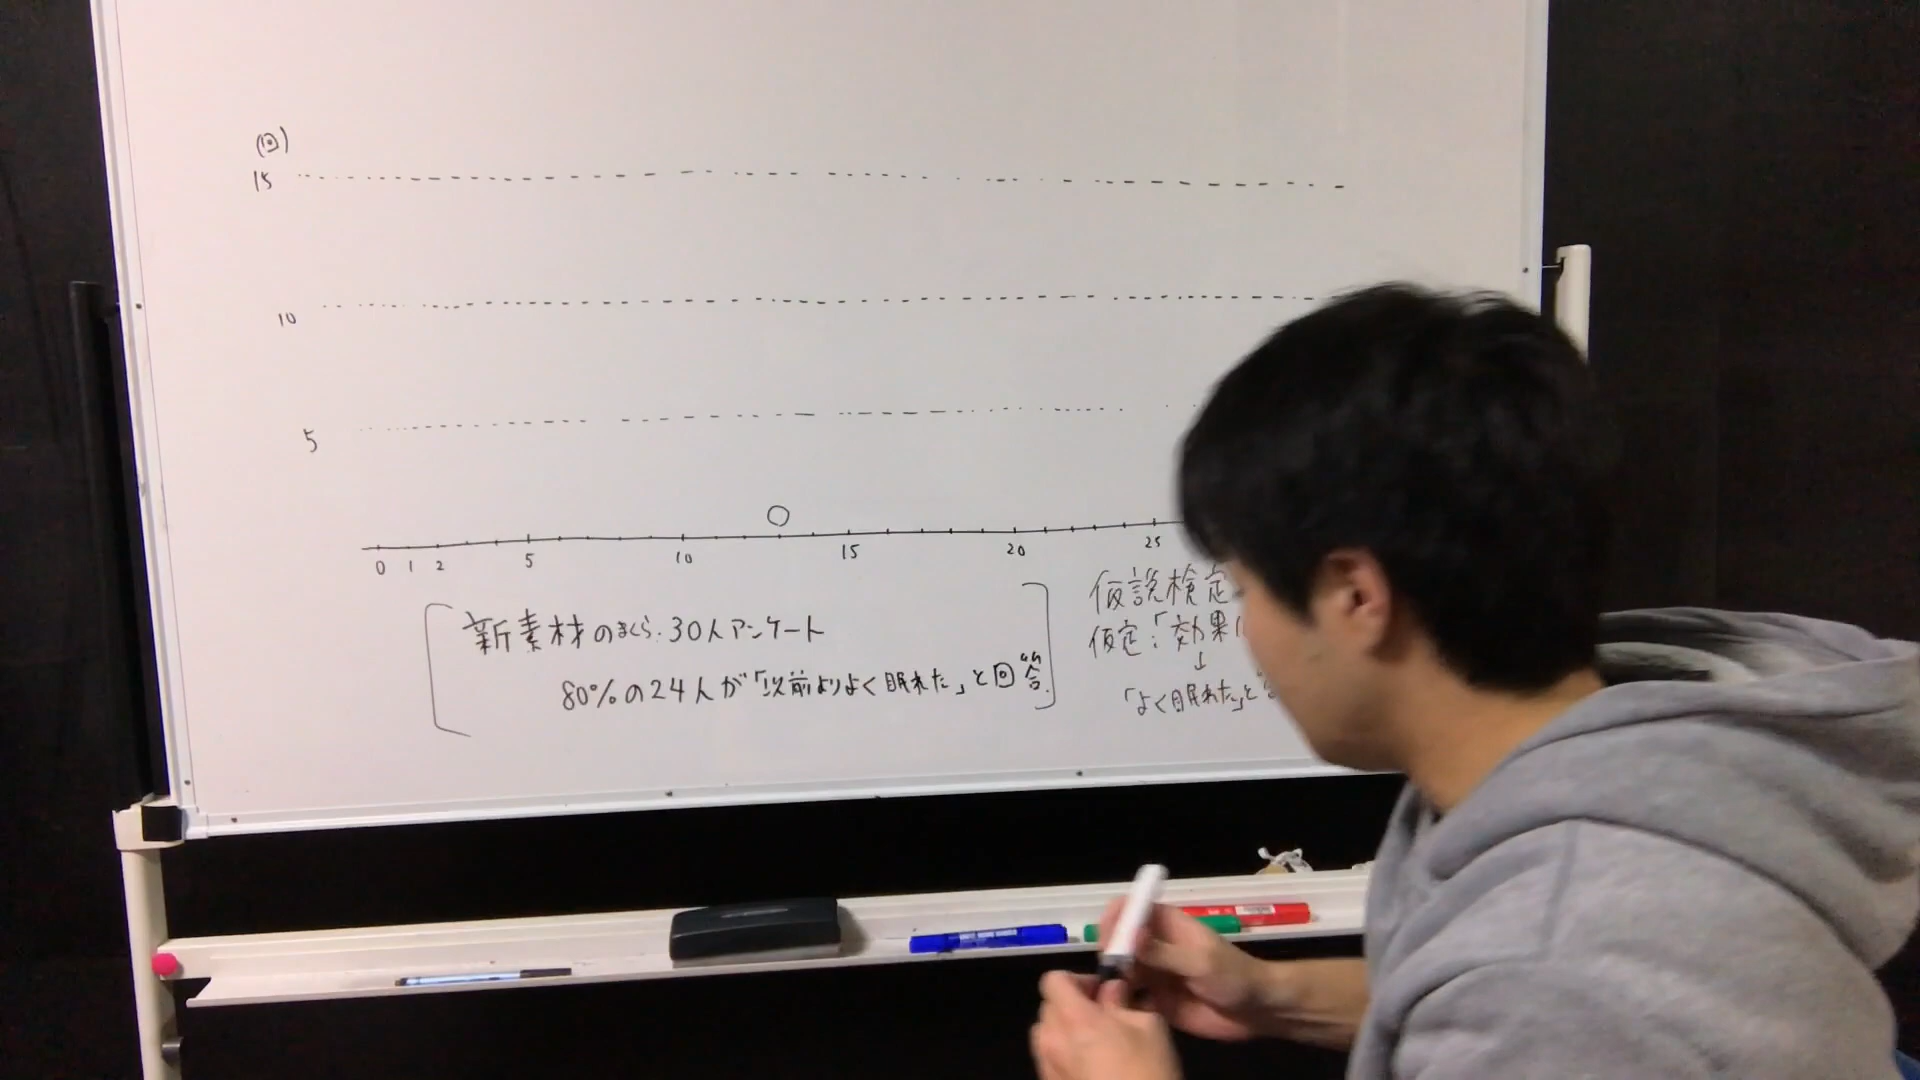 (回)
15
10
5
0 1 2 5 10 15 20 25
新素材のまくら.30人アンケート
80%の24人が「以前よりよく眠れた」と回答.
仮説検定
仮定:「効果
↓
「よく眠れた」と